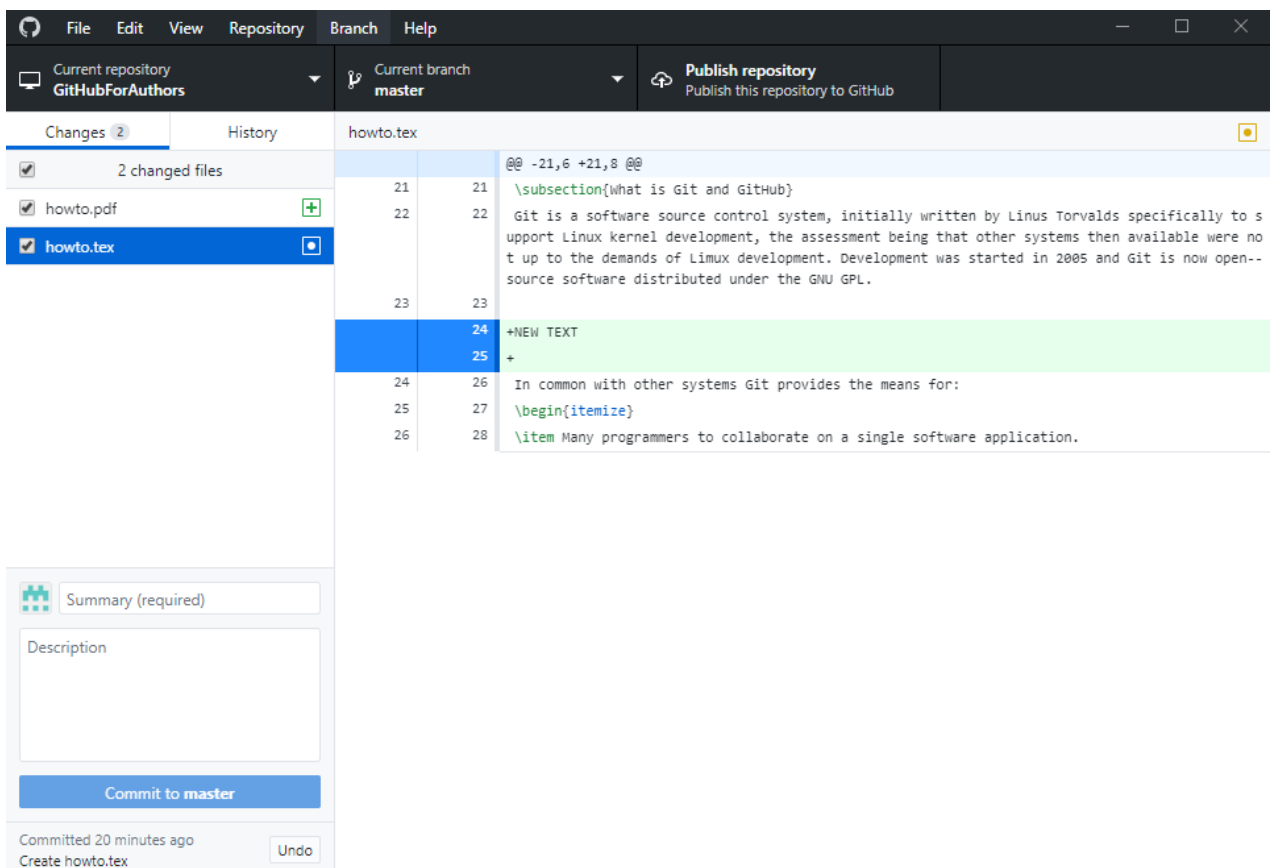 File Edit View Repository Branch Help
Current repository
GitHubForAuthors
Current branch
master
Publish repository
Publish this repository to GitHub
Changes 2 History
howto.tex
2 changed files
howto.pdf
howto.tex
@@ -21,6 +21,8 @@
21 21 \subsection{What is Git and GitHub}
22 22 Git is a software source control system, initially written by Linus Torvalds specifically to s
upport Linux kernel development, the assessment being that other systems then available were no
t up to the demands of Limux development. Development was started in 2005 and Git is now open--
source software distributed under the GNU GPL.
23 23
24 +NEW TEXT
25 +
24 26 In common with other systems Git provides the means for:
25 27 \begin{itemize}
26 28 \item Many programmers to collaborate on a single software application.
Summary (required)
Description
Commit to master
Committed 20 minutes ago
Create howto.tex
Undo